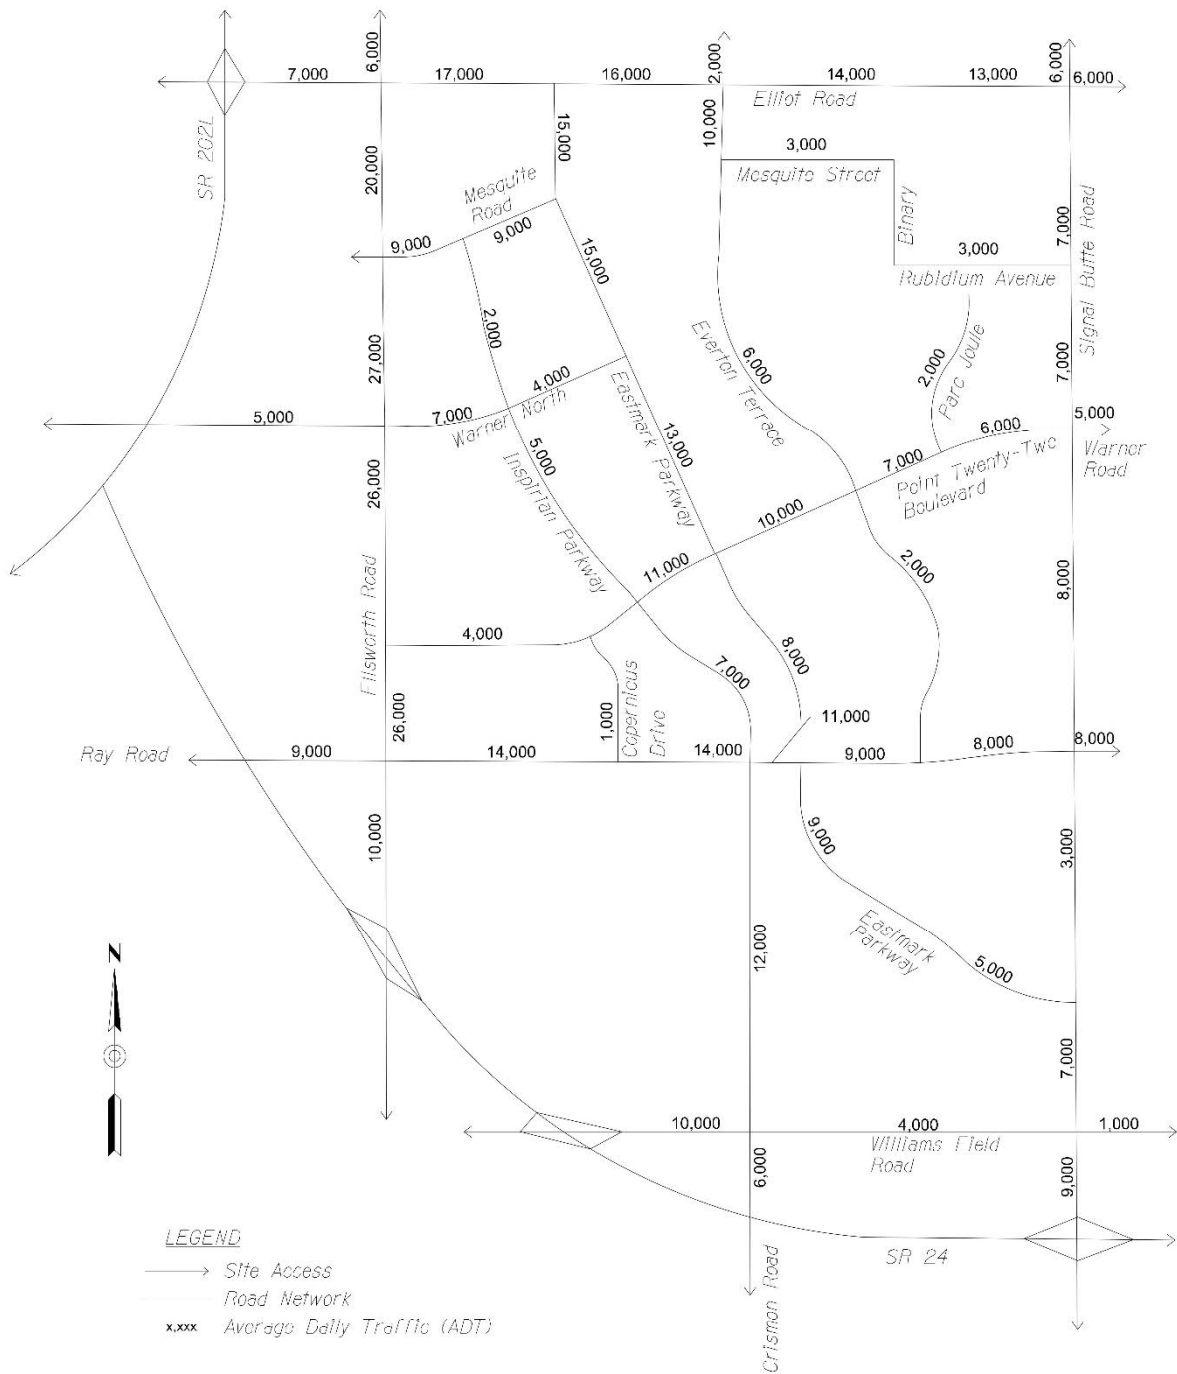 6,000
7,000
17,000
16,000
2,000
14,000
13,000
6,000
6,000
Elliot Road
SR 202L
20,000
15,000
10,000
3,000
Mesquite Street
Mesquite
Road
9,000
9,000
15,000
Binary
3,000
Rubidium Avenue
7,000
Signal Butte Road
2,000
27,000
4,000
Everton Terrace
6,000
2,000
Parc Joule
7,000
5,000
7,000
Warner North
Eastmark Parkway
13,000
6,000
5,000
Warner
Road
26,000
5,000
Inspirian Parkway
7,000
Point Twenty-Two
Boulevard
10,000
11,000
2,000
8,000
Ellsworth Road
4,000
8,000
7,000
Copernicus
Drive
1,000
26,000
11,000
Ray Road
9,000
14,000
14,000
9,000
8,000
8,000
10,000
9,000
3,000
Eastmark
Parkway
12,000
5,000
N
7,000
10,000
4,000
1,000
Williams Field
Road
6,000
9,000
SR 24
Crismon Road
LEGEND
Site Access
Road Network
x,xxx Average Daily Traffic (ADT)